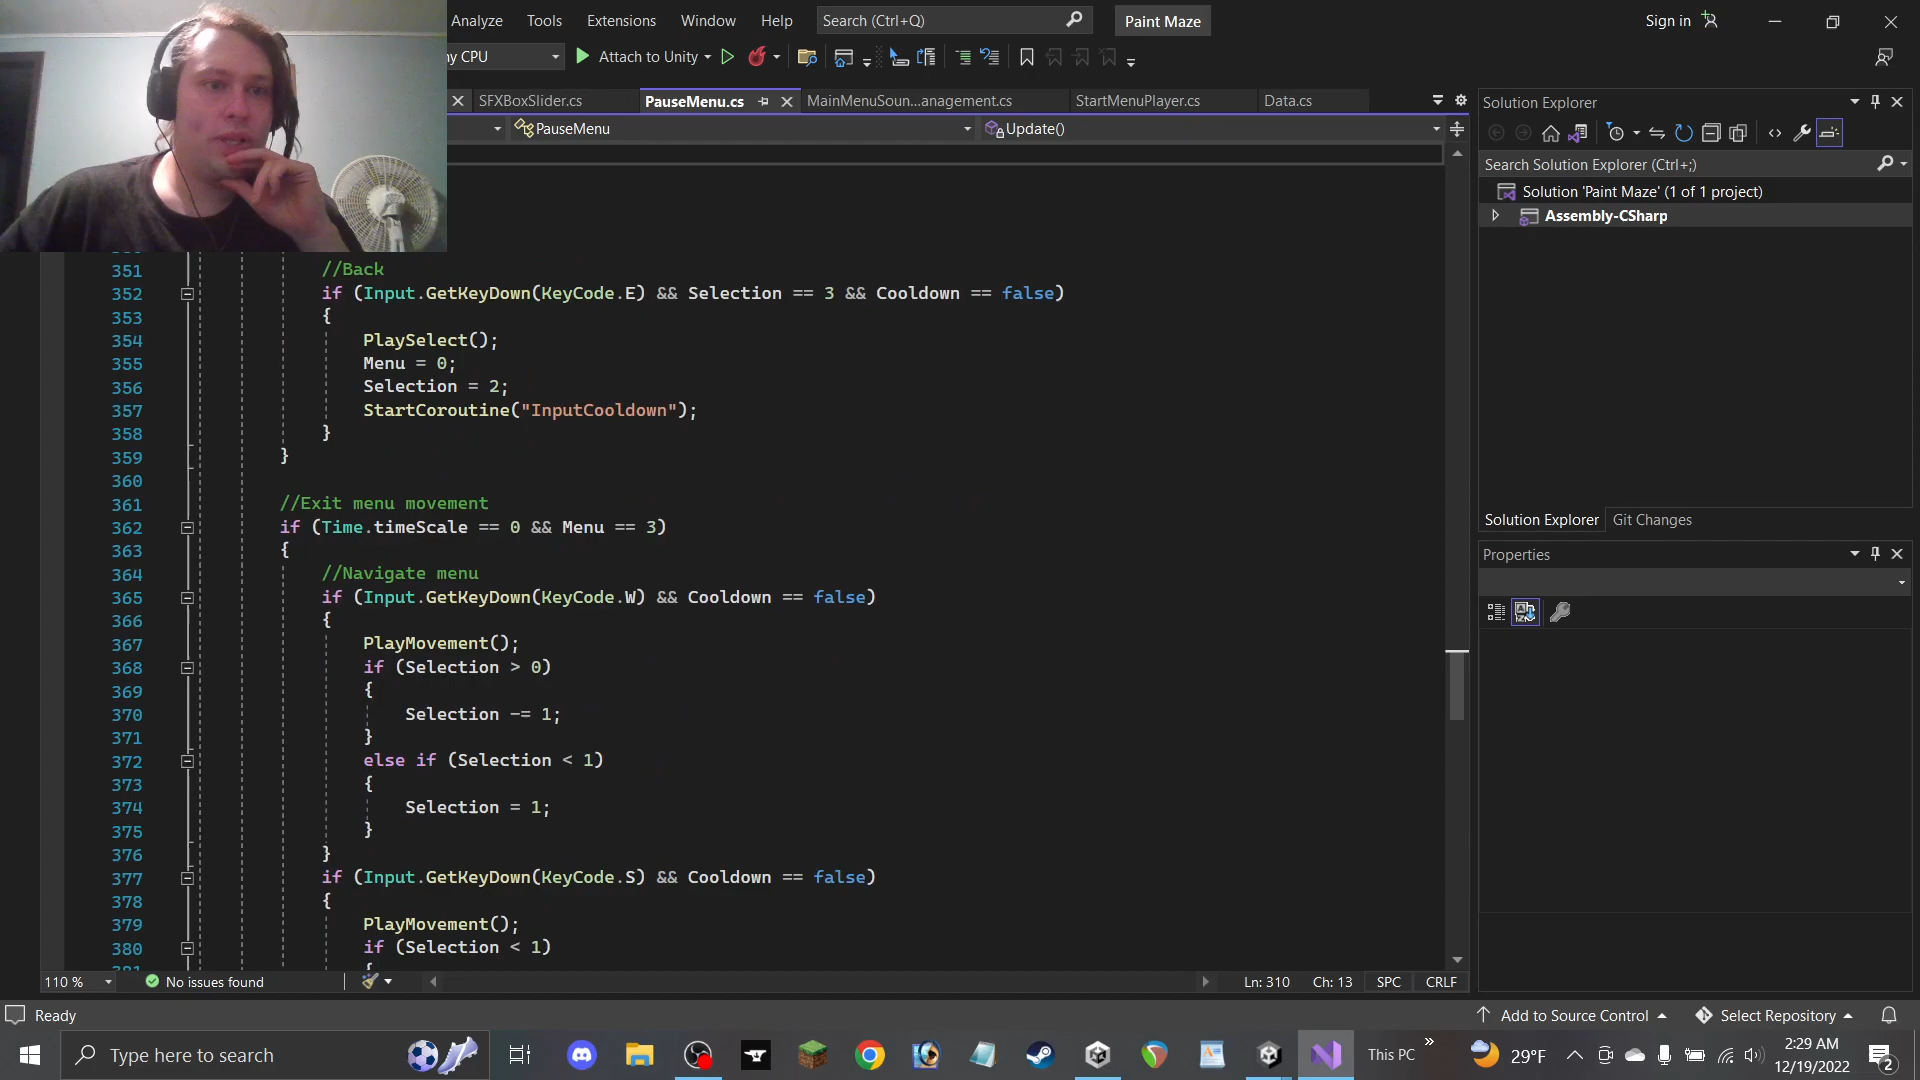 Analyze Tools Extensions Window Help Search (Ctrl+Q) Paint Maze Sign in
ny CPU Attach to Unity
SFXBoxSlider.cs PauseMenu.cs MainMenuSoun...anagement.cs StartMenuPlayer.cs Data.cs
PauseMenu Update()
351 //Back
352 if (Input.GetKeyDown(KeyCode.E) && Selection == 3 && Cooldown == false)
353 {
354 PlaySelect();
355 Menu = 0;
356 Selection = 2;
357 StartCoroutine("InputCooldown");
358 }
359 }
360
361 //Exit menu movement
362 if (Time.timeScale == 0 && Menu == 3)
363 {
364 //Navigate menu
365 if (Input.GetKeyDown(KeyCode.W) && Cooldown == false)
366 {
367 PlayMovement();
368 if (Selection > 0)
369 {
370 Selection -= 1;
371 }
372 else if (Selection < 1)
373 {
374 Selection = 1;
375 }
376 }
377 if (Input.GetKeyDown(KeyCode.S) && Cooldown == false)
378 {
379 PlayMovement();
380 if (Selection < 1)
110 % No issues found Ln: 310 Ch: 13 SPC CRLF
Solution Explorer
Search Solution Explorer (Ctrl+;)
Solution 'Paint Maze' (1 of 1 project)
Assembly-CSharp
Solution Explorer Git Changes
Properties
Ready Add to Source Control Select Repository
Type here to search This PC 29°F 2:29 AM
12/19/2022 2